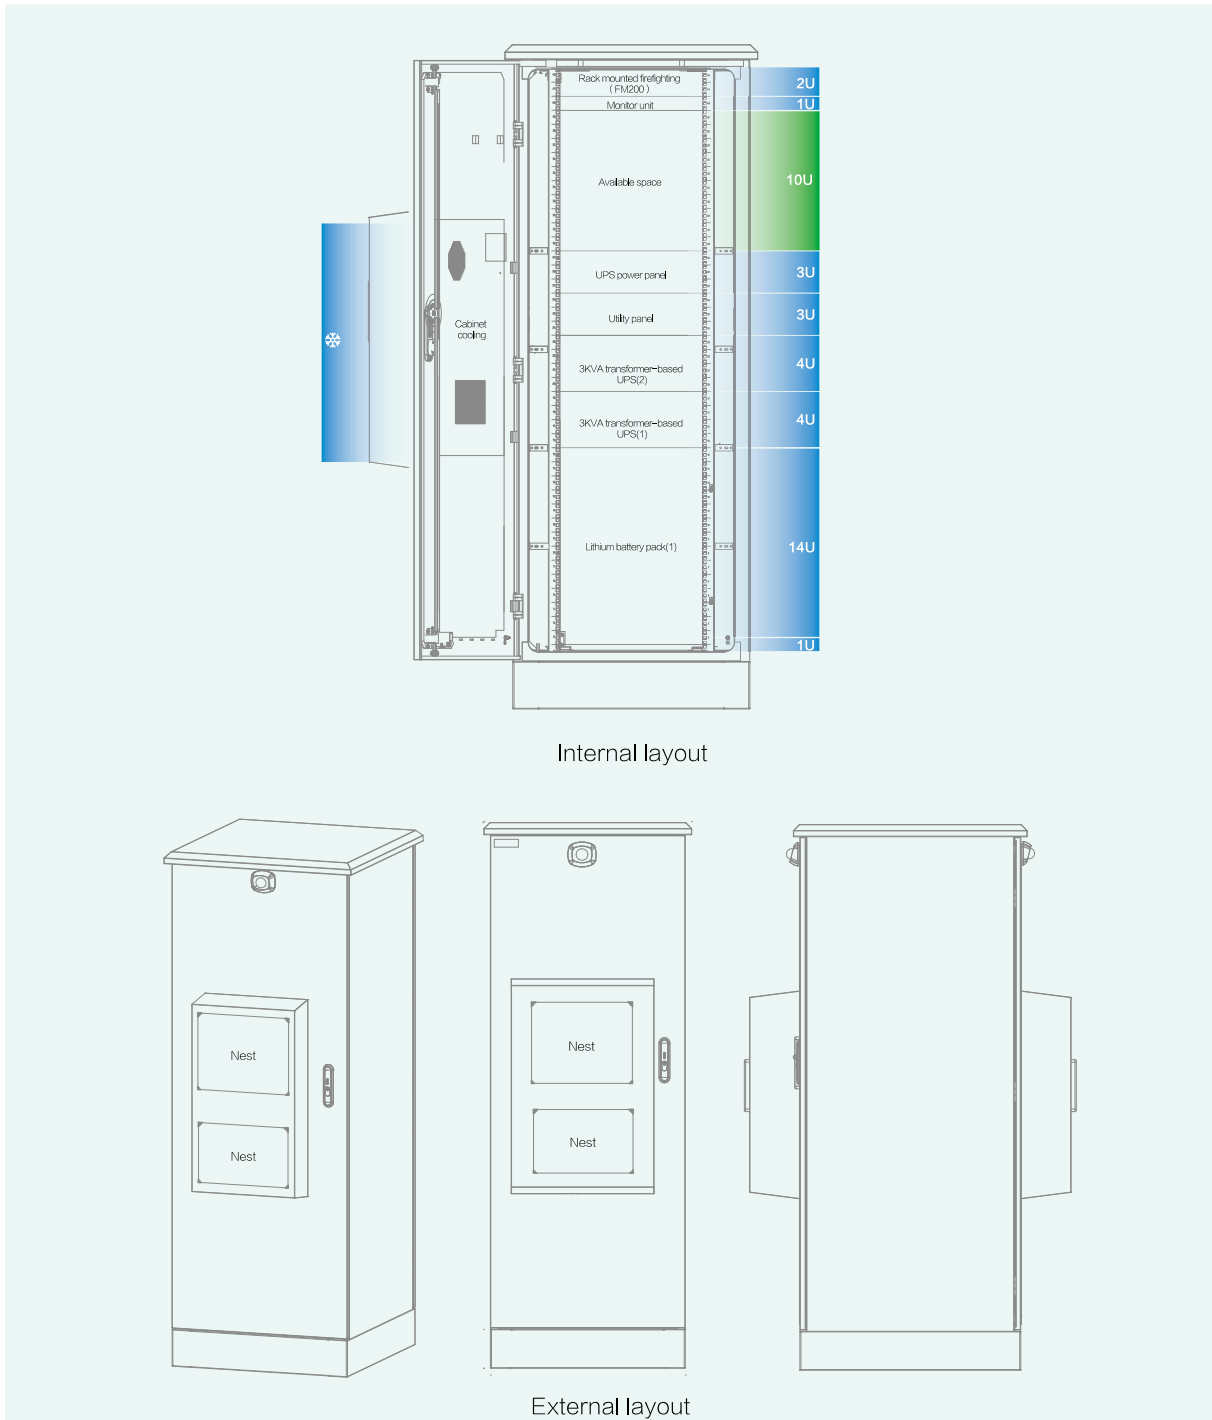 Rack mounted firefighting
( FM200 )
2U
Monitor unit
1U
Available space
10U
UPS power panel
3U
Utility panel
3U
Cabinet
cooling
3KVA transformer-based
UPS(2)
4U
3KVA transformer-based
UPS(1)
4U
Lithium battery pack(1)
14U
1U
Internal layout
Nest
Nest
Nest
Nest
External layout